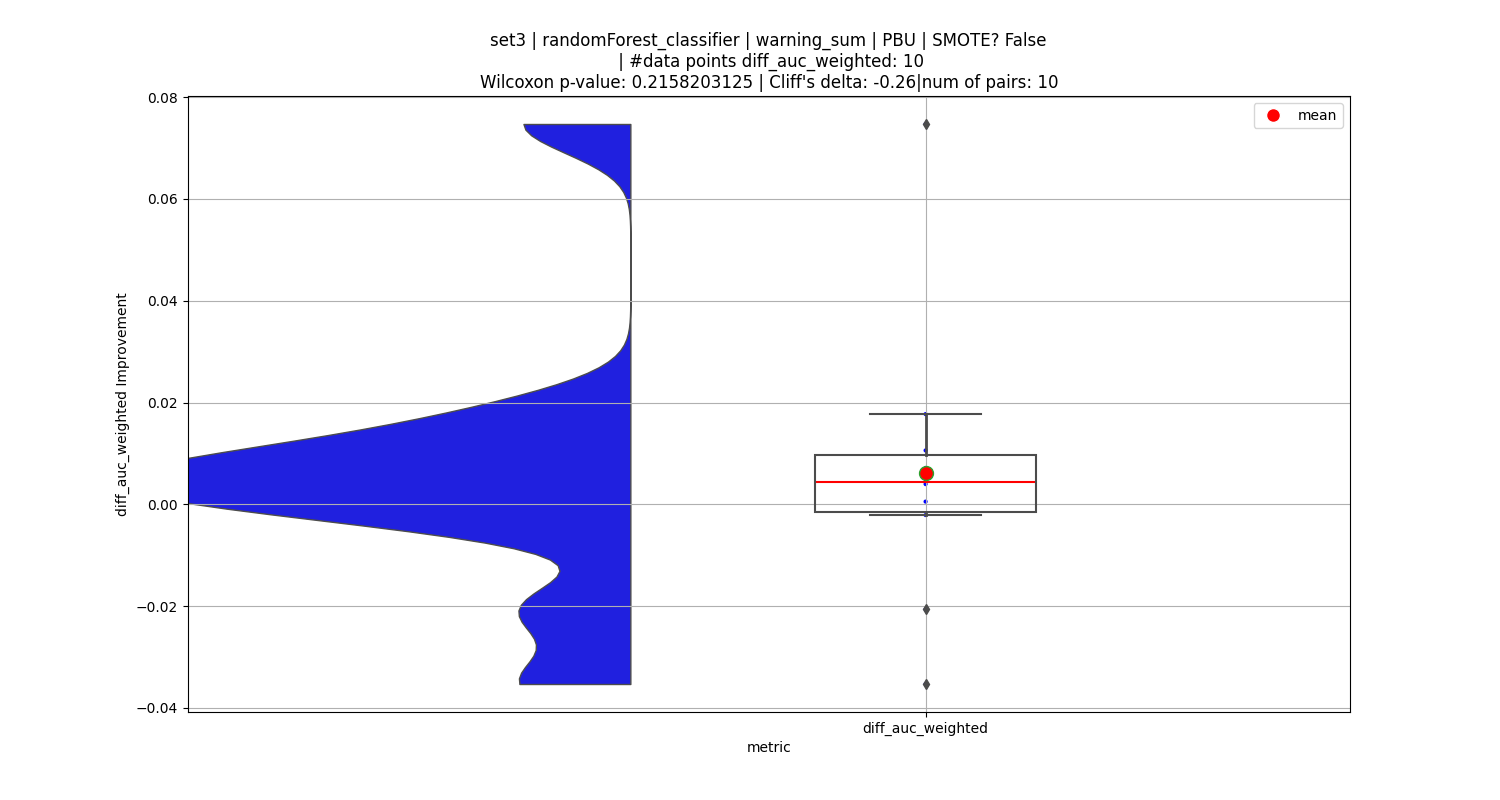 set3 | randomForest_classifier | warning_sum | PBU | SMOTE? False
| #data points diff_auc_weighted: 10
Wilcoxon p-value: 0.2158203125 | Cliff's delta: -0.26|num of pairs: 10
mean
0.08
0.06
0.04
0.02
0.00
−0.02
−0.04
diff_auc_weighted Improvement
diff_auc_weighted
metric